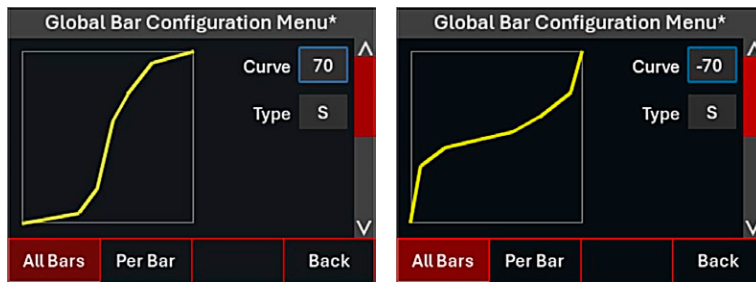 Global Bar Configuration Menu*
Curve 70
Type S
All Bars Per Bar Back
Global Bar Configuration Menu*
Curve -70
Type S
All Bars Per Bar Back